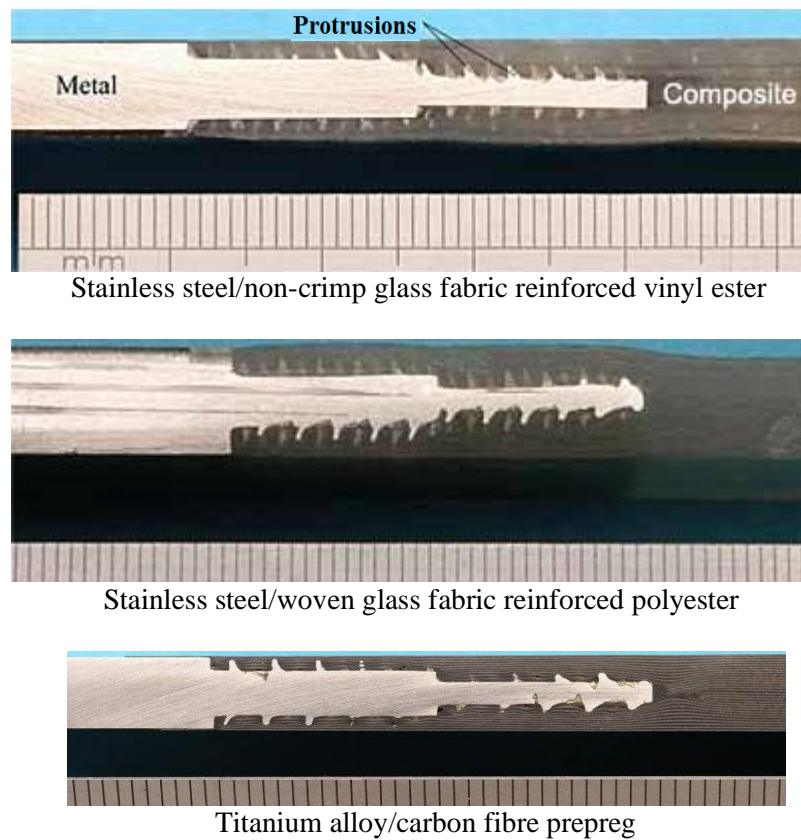 Protrusions
Metal
Composite
mm
Stainless steel/non-crimp glass fabric reinforced vinyl ester
Stainless steel/woven glass fabric reinforced polyester
Titanium alloy/carbon fibre prepreg